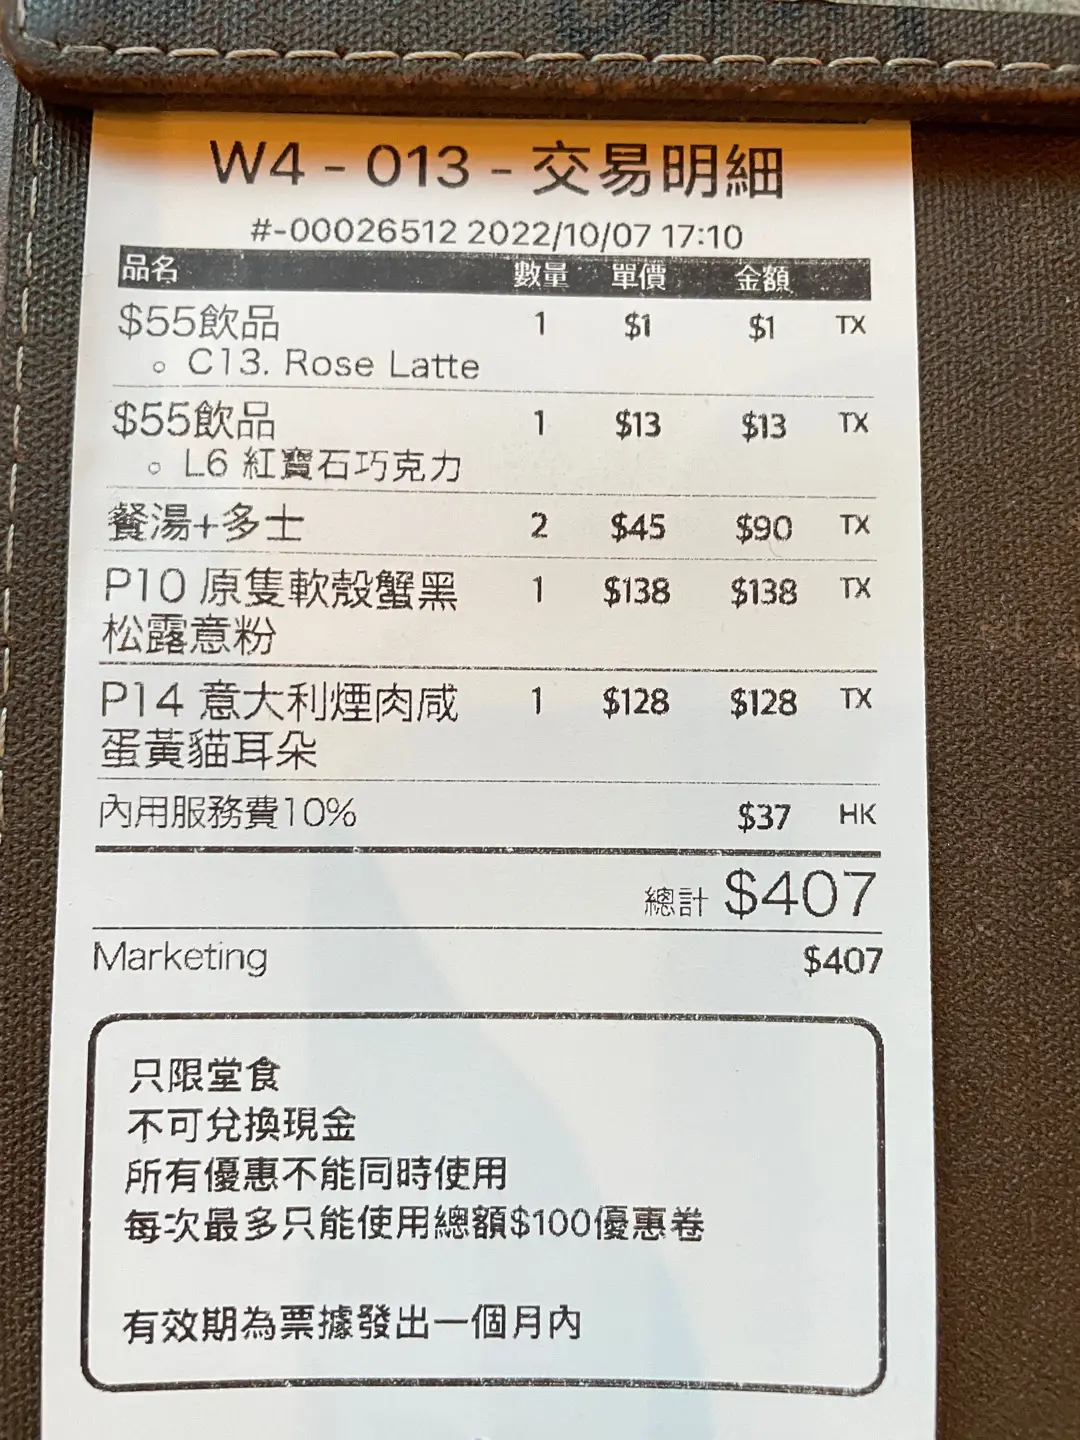 W4 - 013 - 交易明細
#-00026512 2022/10/07 17:10
品名 數量 單價 金額
$55飲品 1 $1 $1 TX
○ C13. Rose Latte
$55飲品 1 $13 $13 TX
○ L6 紅寶石巧克力
餐湯+多士 2 $45 $90 TX
P10 原隻軟殼蟹黑 1 $138 $138 TX
松露意粉
P14 意大利煙肉咸 1 $128 $128 TX
蛋黃貓耳朵
內用服務費10% $37 HK
總計 $407
Marketing $407
只限堂食
不可兌換現金
所有優惠不能同時使用
每次最多只能使用總額$100優惠卷
有效期為票據發出一個月內